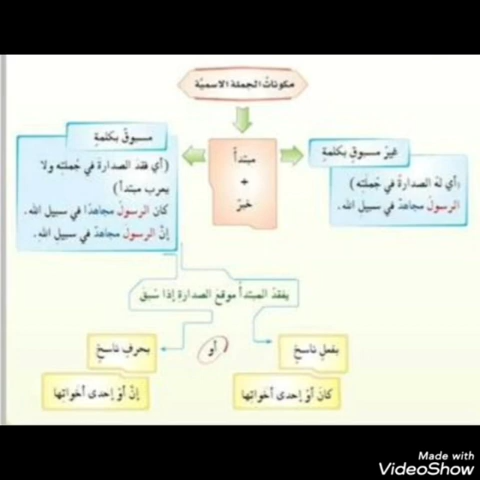 مكونات الجملة الاسمية
غير مسبوق بكلمة
(أي له الصدارة في جملته)
الرسول مجاهد في سبيل الله.
مبتدأ
+
خبر
مسبوق بكلمة
(أي فقد الصدارة في جملته ولا
يعرب مبتدأ)
كان الرسول مجاهدا في سبيل الله.
إن الرسول مجاهد في سبيل الله.
يفقد المبتدأ موقع الصدارة إذا سبق
بفعل ناسخ
أو
بحرف ناسخ
كان أو إحدى أخواتها
إن أو إحدى أخواتها
Made with
VideoShow